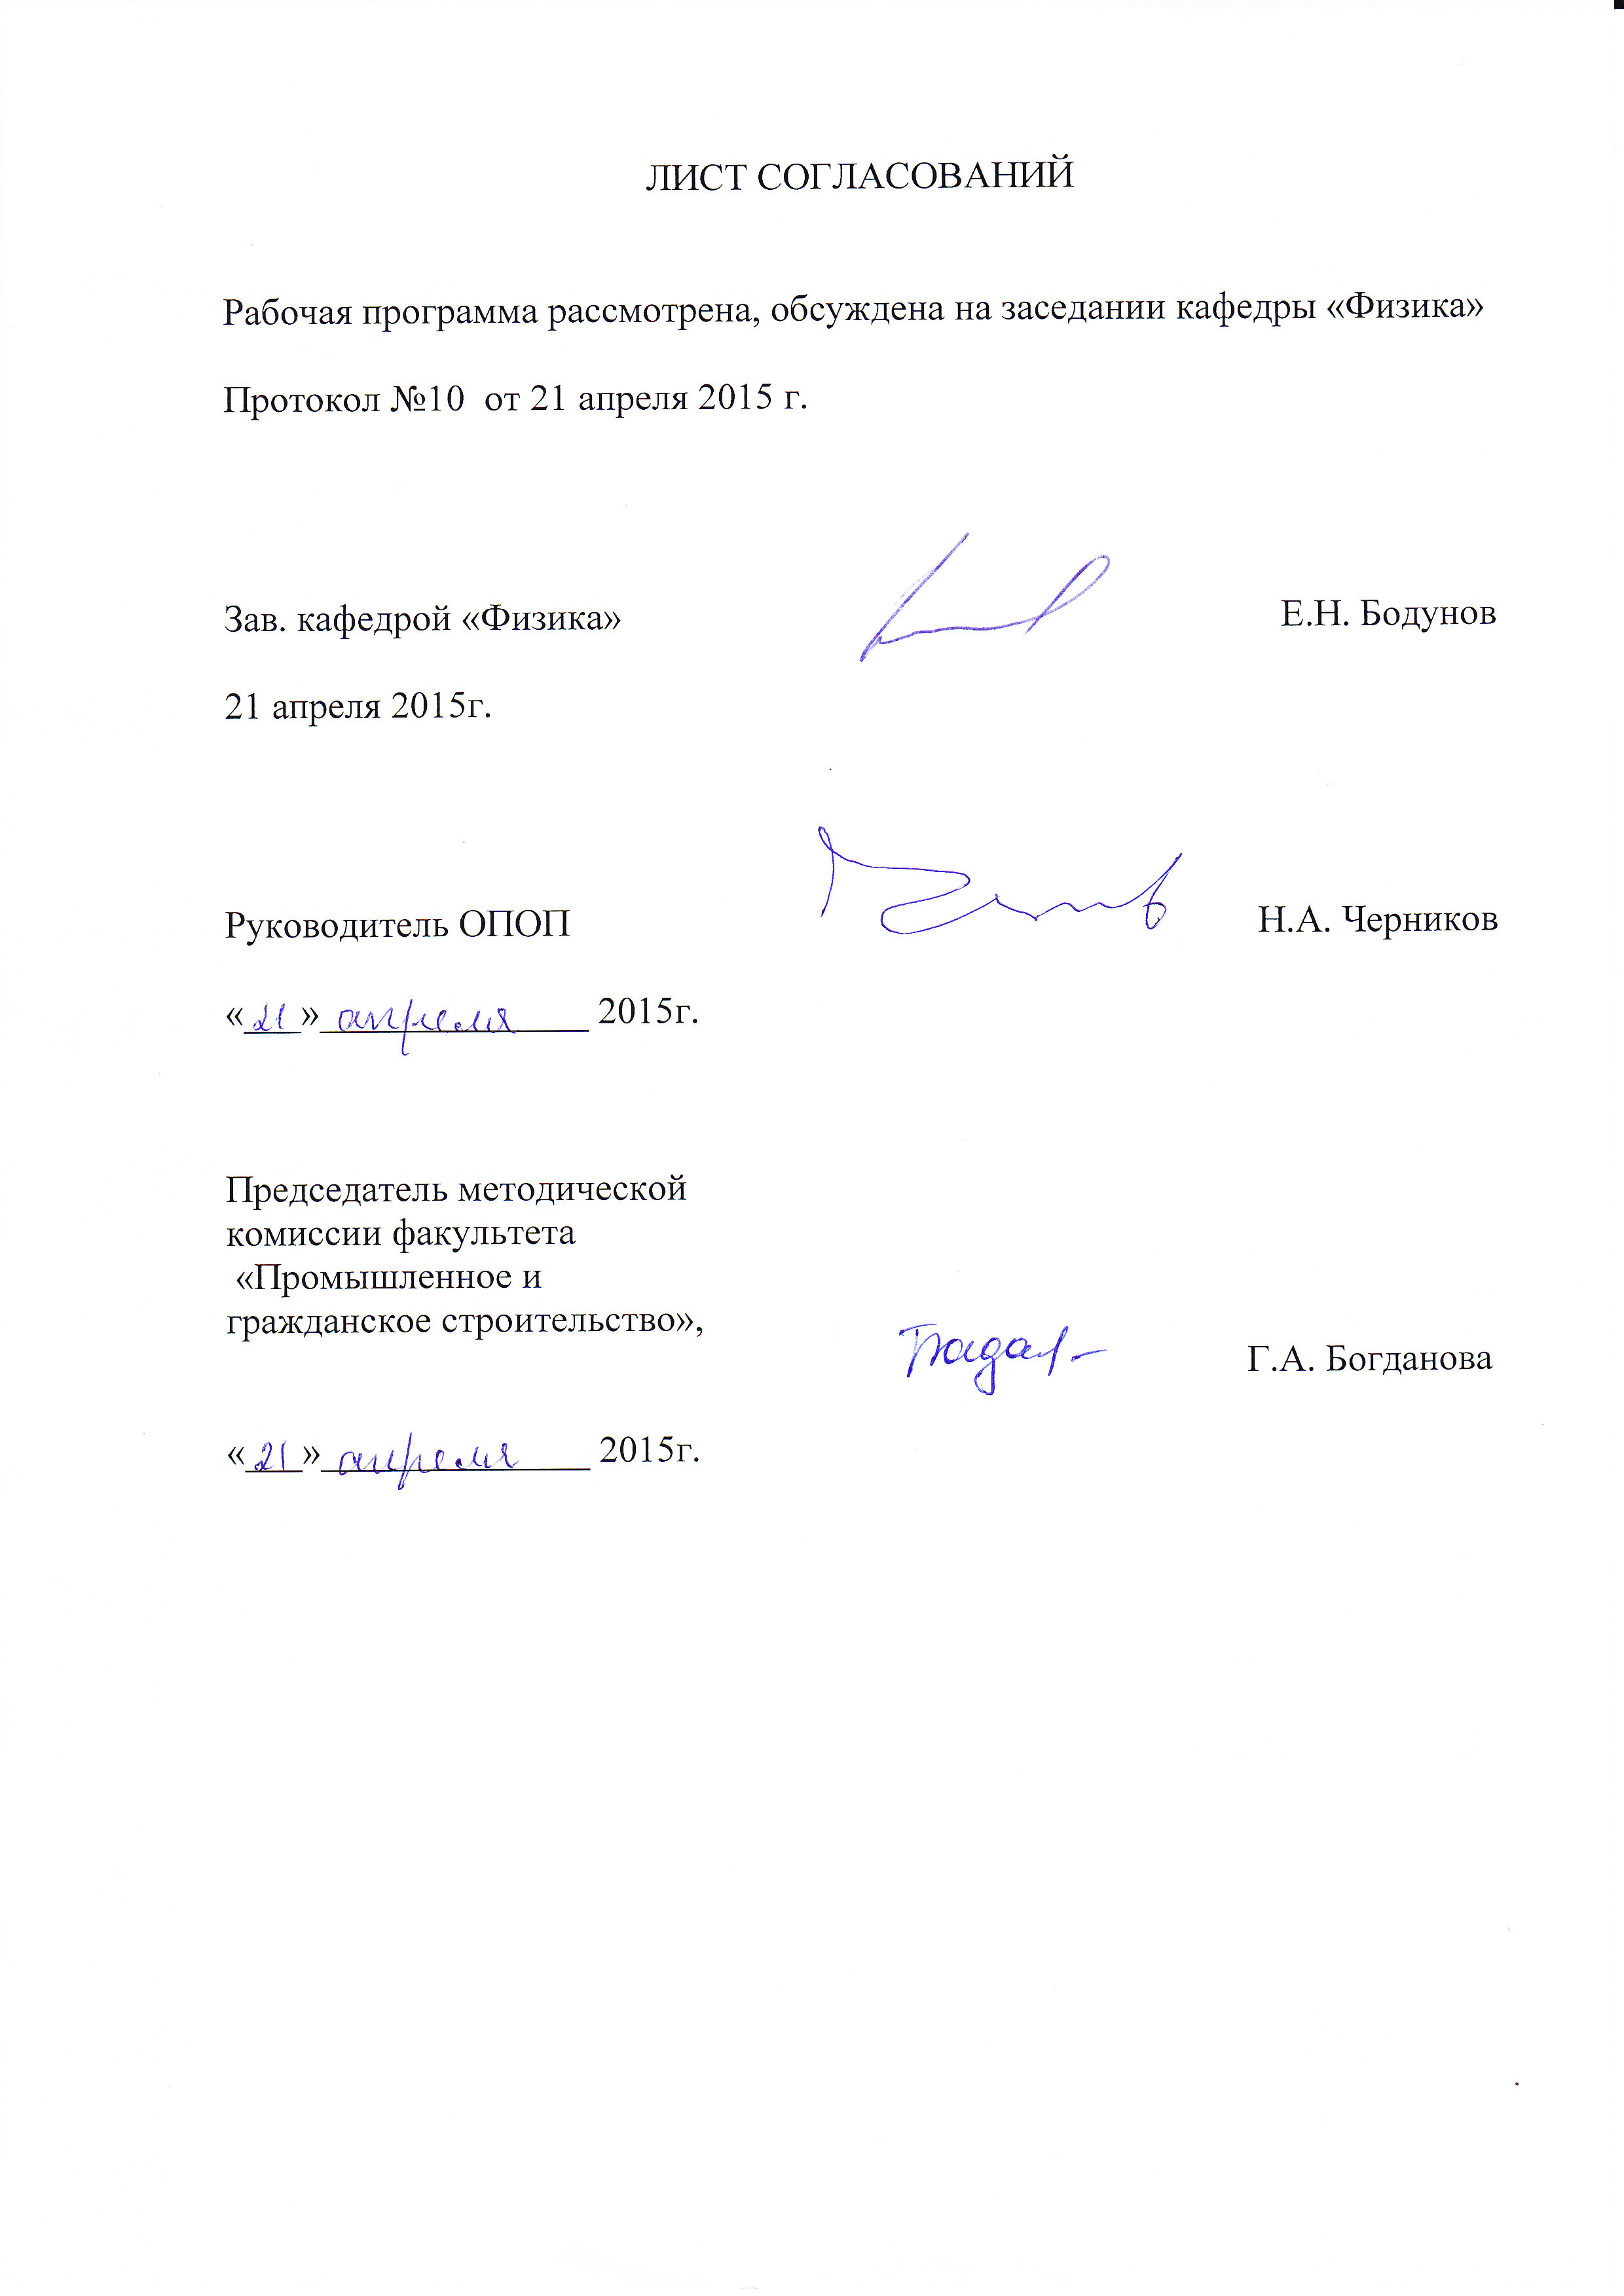 ЛИСТ СОГЛАСОВАНИЙ
Рабочая программа рассмотрена, обсуждена на заседании кафедры «Физика»
Протокол №10  от 21 апреля 2015 г.
Зав. кафедрой «Физика» Е.Н. Бодунов
21 апреля 2015г.
Руководитель ОПОП Н.А. Черников
«21» апреля 2015г.
Председатель методической
комиссии факультета
«Промышленное и
гражданское строительство»,
Г.А. Богданова
«21» апреля 2015г.